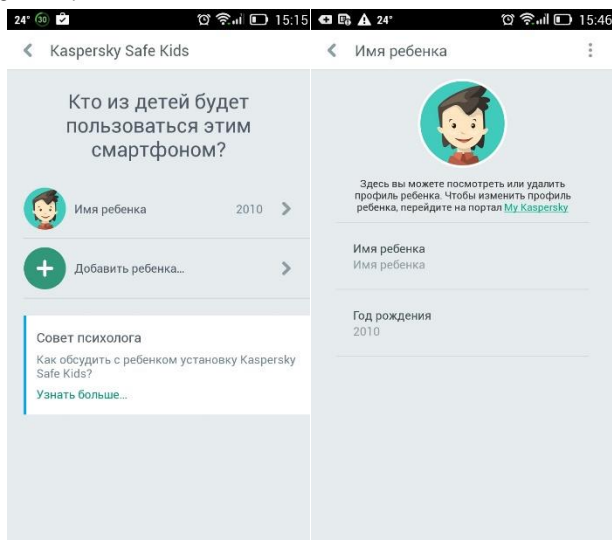 24° 30 15:15
Kaspersky Safe Kids
Кто из детей будет
пользоваться этим
смартфоном?
Имя ребенка 2010
Добавить ребенка...
Совет психолога
Как обсудить с ребенком установку Kaspersky
Safe Kids?
Узнать больше...
24° 15:46
Имя ребенка
Здесь вы можете посмотреть или удалить
профиль ребенка. Чтобы изменить профиль
ребенка, перейдите на портал My Kaspersky
Имя ребенка
Имя ребенка
Год рождения
2010